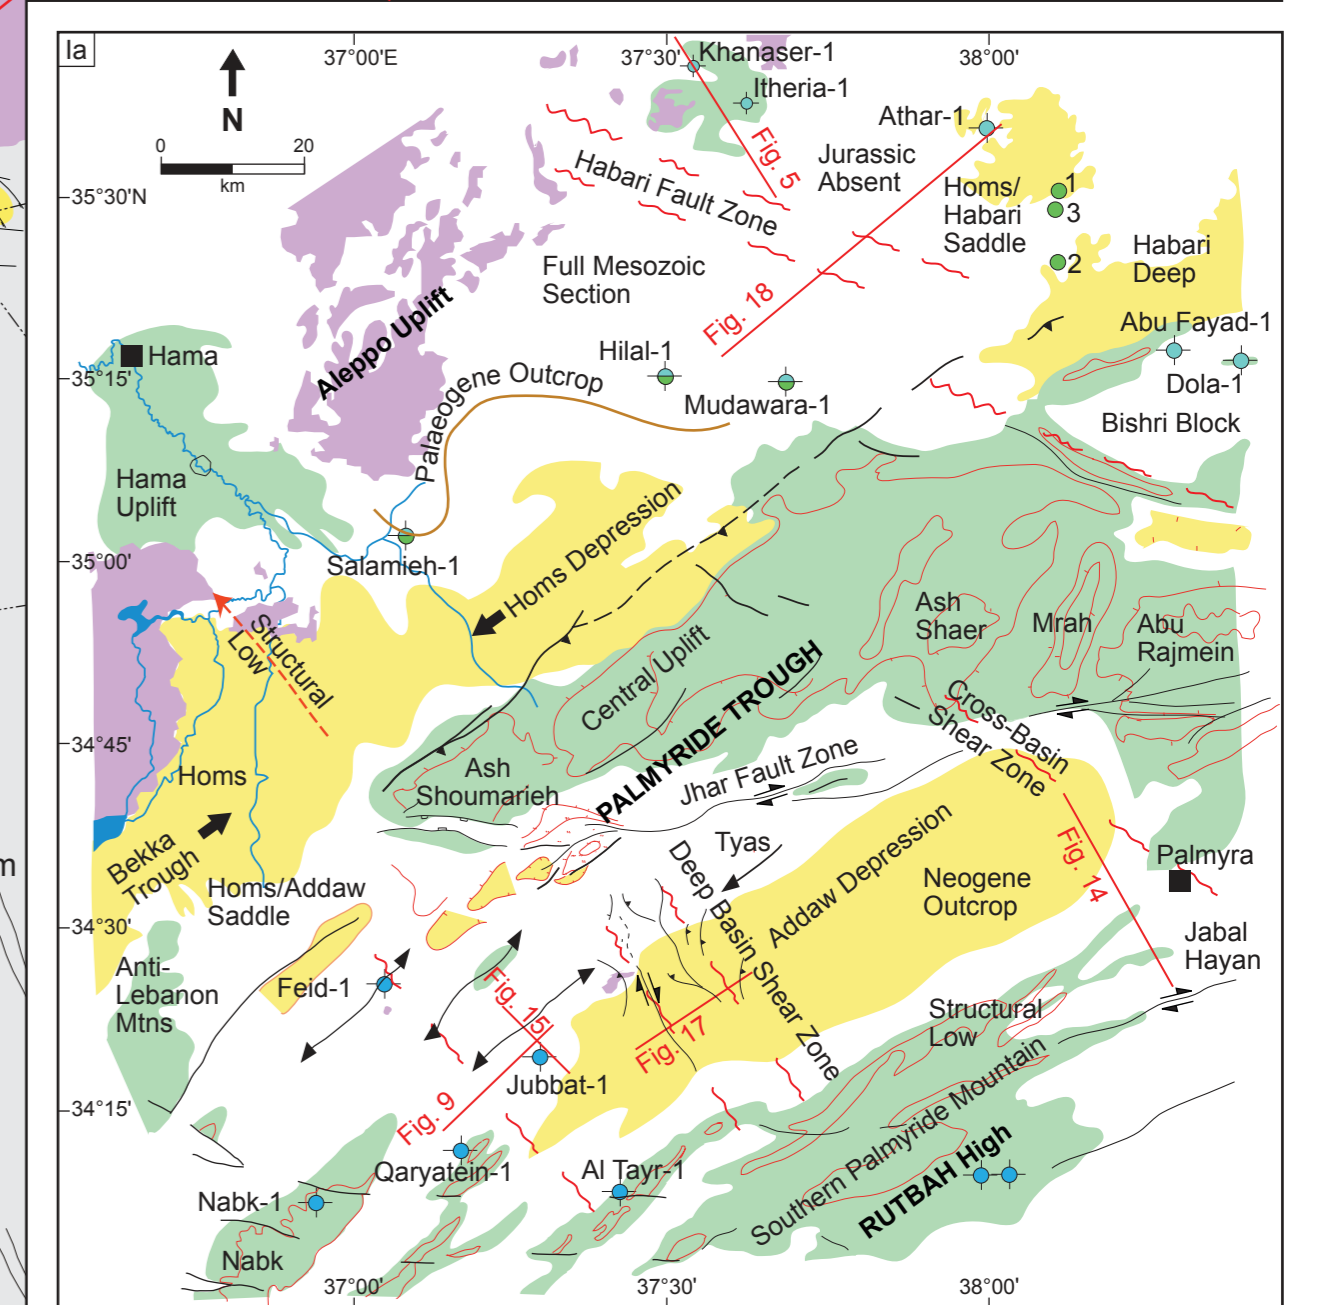 Ia
37°00'E
37°30'
38°00'
N
0
20
km
Khanaser-1
Itheria-1
Athar-1
Fig. 5
Jurassic
Absent
Habari Fault Zone
35°30'N
Homs/
Habari
Saddle
1
3
2
Habari
Deep
Full Mesozoic
Section
Fig. 18
Aleppo Uplift
Abu Fayad-1
Dola-1
Hama
Hilal-1
35°15'
Palaeogene Outcrop
Mudawara-1
Bishri Block
Hama
Uplift
35°00'
Salamieh-1
Homs Depression
Structural
Low
Central Uplift
Ash
Shaer
Mrah
Abu
Rajmein
PALMYRIDE TROUGH
Cross-Basin
Shear Zone
34°45'
Homs
Ash
Shoumarieh
Jhar Fault Zone
Bekka
Trough
Tyas
Deep Basin Shear Zone
Addaw Depression
Neogene
Outcrop
Fig. 14
Palmyra
m
Homs/Addaw
Saddle
34°30'
Jabal
Hayan
Anti-
Lebanon
Mtns
Feid-1
Fig. 15
Fig. 17
Structural
Low
Jubbat-1
34°15'
Fig. 9
Southern Palmyride Mountain
RUTBAH High
Qaryatein-1
Al Tayr-1
Nabk-1
Nabk
37°00'
37°30'
38°00'